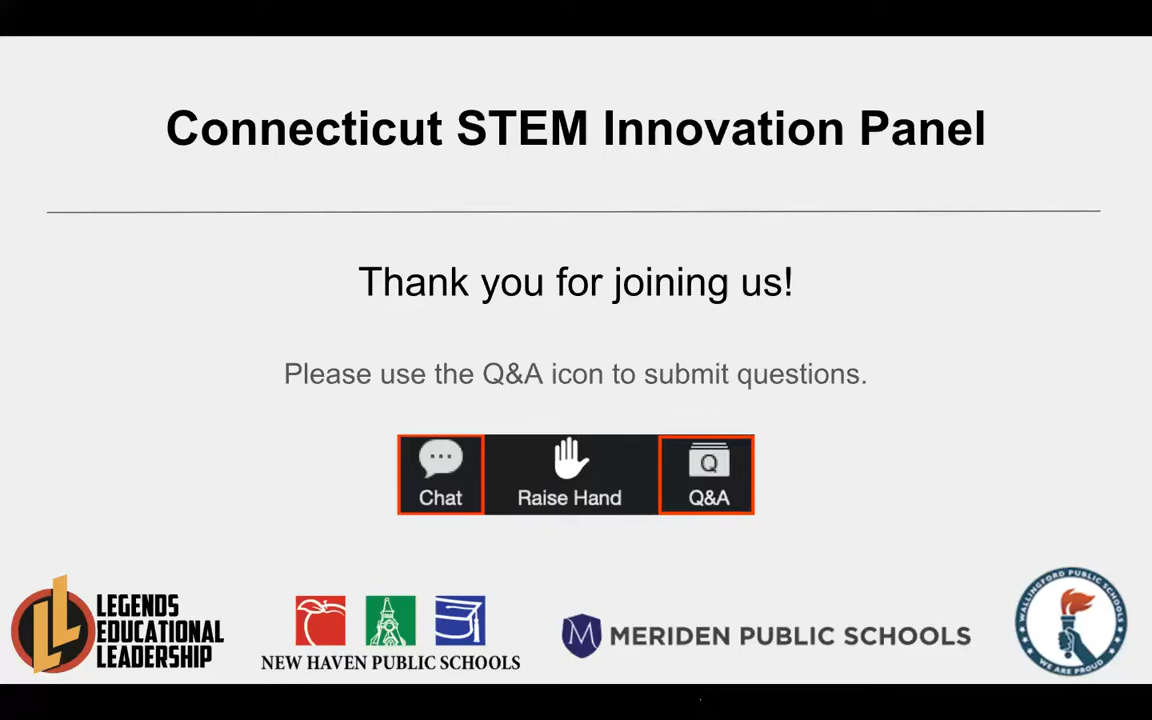 Connecticut STEM Innovation Panel
Thank you for joining us!
Please use the Q&A icon to submit questions.
Chat
Raise Hand
Q
Q&A
LL
LEGENDS
EDUCATIONAL
LEADERSHIP
NEW HAVEN PUBLIC SCHOOLS
M
MERIDEN PUBLIC SCHOOLS
WALLINGFORD PUBLIC SCHOOLS
WE ARE PROUD